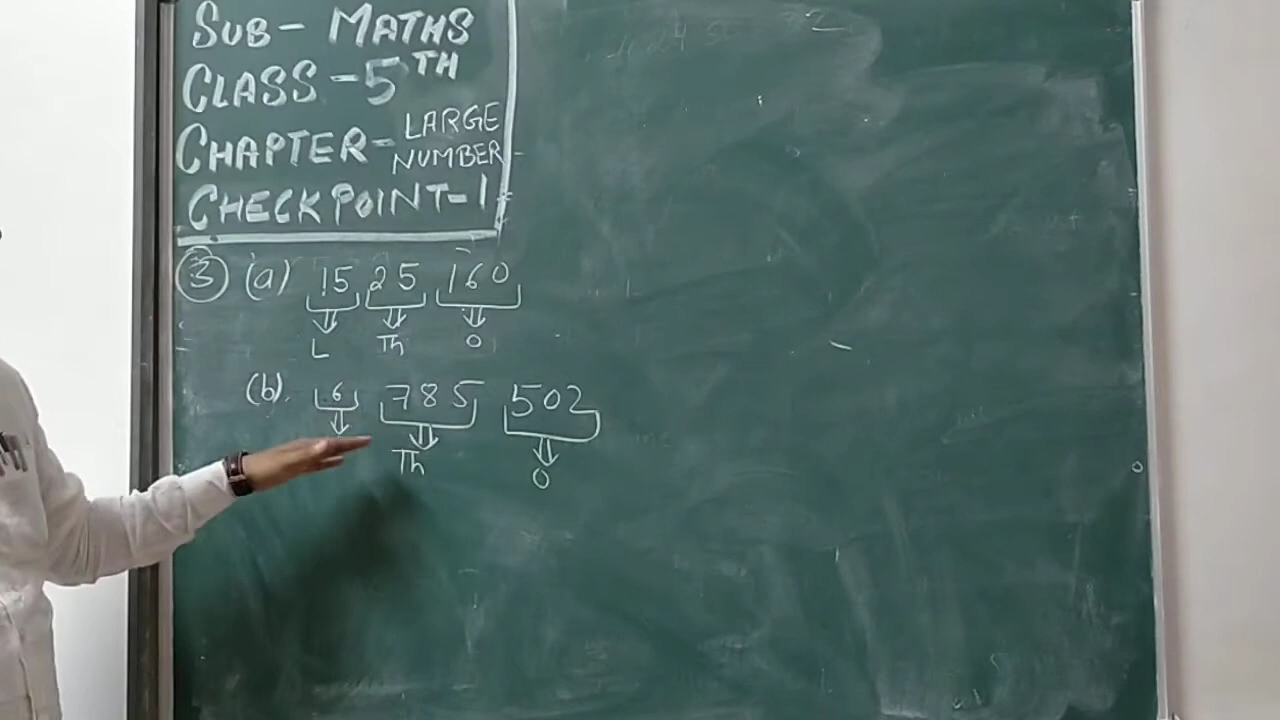 SUB- MATHS
CLASS-5TH
CHAPTER- LARGE NUMBER
CHECKPOINT-1
③ (a) 15 25 160
L Th O
(b). 6 785 502
Th O